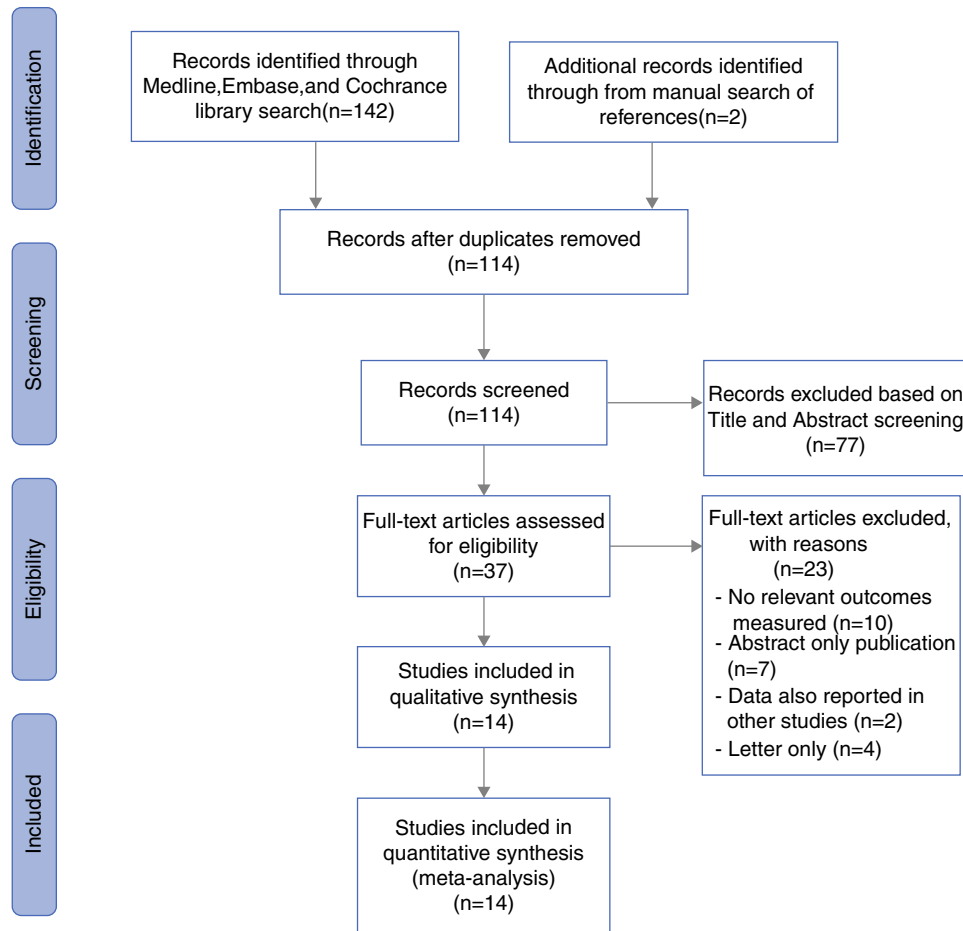 Identification
Records identified through
Medline,Embase,and Cochrance
library search(n=142)
Additional records identified
through from manual search of
references(n=2)
Records after duplicates removed
(n=114)
Screening
Records screened
(n=114)
Records excluded based on
Title and Abstract screening
(n=77)
Eligibility
Full-text articles assessed
for eligibility
(n=37)
Full-text articles excluded,
with reasons
(n=23)
- No relevant outcomes
measured (n=10)
- Abstract only publication
(n=7)
- Data also reported in
other studies (n=2)
- Letter only (n=4)
Studies included in
qualitative synthesis
(n=14)
Included
Studies included in
quantitative synthesis
(meta-analysis)
(n=14)